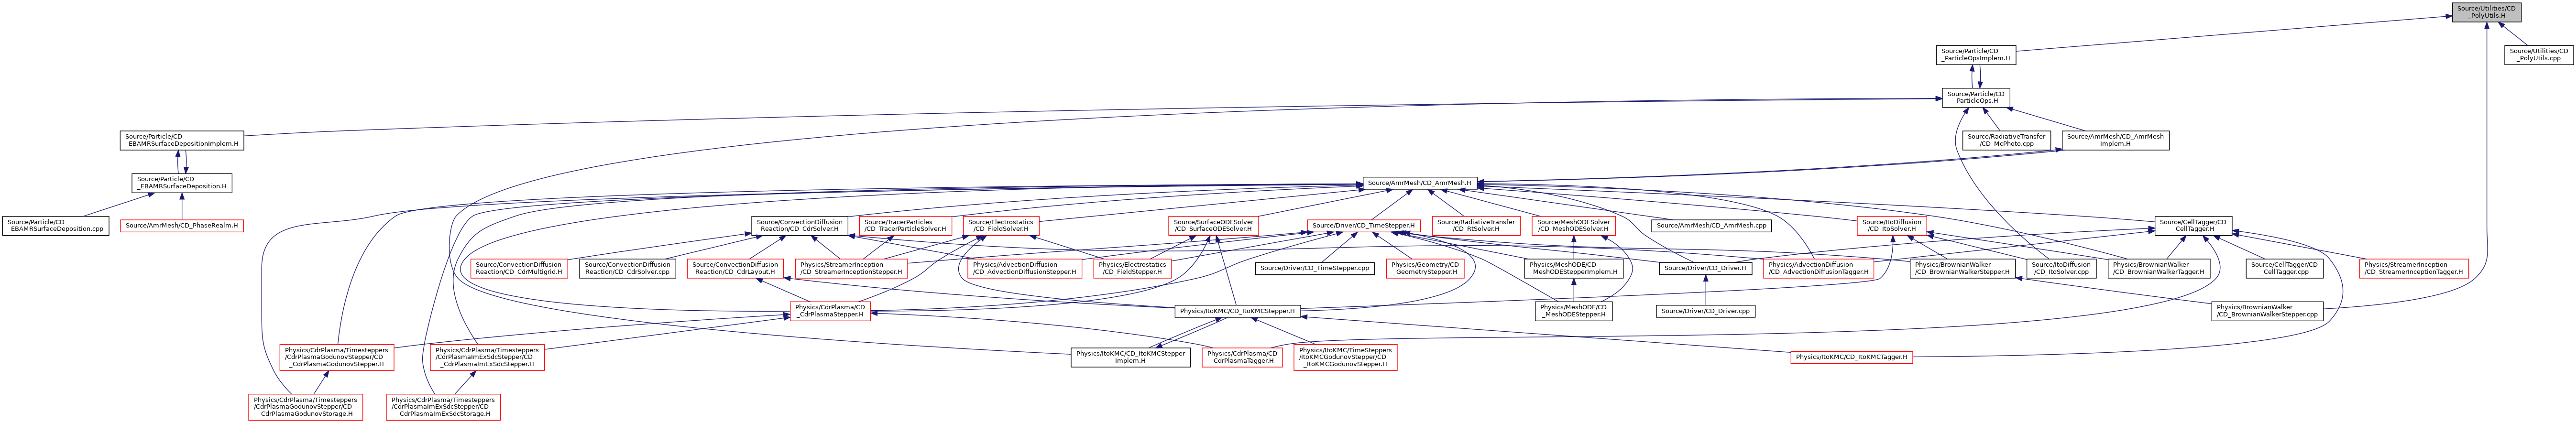 Source/Utilities/CD
_PolyUtils.H
Source/Particle/CD
_ParticleOpsImplem.H
Source/Utilities/CD
_PolyUtils.cpp
Source/Particle/CD
_ParticleOps.H
Source/Particle/CD
_EBAMRSurfaceDepositionImplem.H
Source/RadiativeTransfer
/CD_McPhoto.cpp
Source/AmrMesh/CD_AmrMesh
Implem.H
Source/Particle/CD
_EBAMRSurfaceDeposition.H
Source/AmrMesh/CD_AmrMesh.H
Source/Particle/CD
_EBAMRSurfaceDeposition.cpp
Source/AmrMesh/CD_PhaseRealm.H
Source/ConvectionDiffusion
Reaction/CD_CdrSolver.H
Source/TracerParticles
/CD_TracerParticleSolver.H
Source/Electrostatics
/CD_FieldSolver.H
Source/SurfaceODESolver
/CD_SurfaceODESolver.H
Source/Driver/CD_TimeStepper.H
Source/RadiativeTransfer
/CD_RtSolver.H
Source/MeshODESolver
/CD_MeshODESolver.H
Source/AmrMesh/CD_AmrMesh.cpp
Source/ItoDiffusion
/CD_ItoSolver.H
Source/CellTagger/CD
_CellTagger.H
Source/ConvectionDiffusion
Reaction/CD_CdrMultigrid.H
Source/ConvectionDiffusion
Reaction/CD_CdrSolver.cpp
Source/ConvectionDiffusion
Reaction/CD_CdrLayout.H
Physics/StreamerInception
/CD_StreamerInceptionStepper.H
Physics/AdvectionDiffusion
/CD_AdvectionDiffusionStepper.H
Physics/Electrostatics
/CD_FieldStepper.H
Source/Driver/CD_TimeStepper.cpp
Physics/Geometry/CD
_GeometryStepper.H
Physics/MeshODE/CD
_MeshODEStepperImplem.H
Source/Driver/CD_Driver.H
Physics/AdvectionDiffusion
/CD_AdvectionDiffusionTagger.H
Physics/BrownianWalker
/CD_BrownianWalkerStepper.H
Source/ItoDiffusion
/CD_ItoSolver.cpp
Physics/BrownianWalker
/CD_BrownianWalkerTagger.H
Source/CellTagger/CD
_CellTagger.cpp
Physics/StreamerInception
/CD_StreamerInceptionTagger.H
Physics/CdrPlasma/CD
_CdrPlasmaStepper.H
Physics/ItoKMC/CD_ItoKMCStepper.H
Physics/MeshODE/CD
_MeshODEStepper.H
Source/Driver/CD_Driver.cpp
Physics/BrownianWalker
/CD_BrownianWalkerStepper.cpp
Physics/CdrPlasma/Timesteppers
/CdrPlasmaGodunovStepper/CD
_CdrPlasmaGodunovStepper.H
Physics/CdrPlasma/Timesteppers
/CdrPlasmaImExSdcStepper/CD
_CdrPlasmaImExSdcStepper.H
Physics/ItoKMC/CD_ItoKMCStepper
Implem.H
Physics/CdrPlasma/CD
_CdrPlasmaTagger.H
Physics/ItoKMC/TimeSteppers
/ItoKMCGodunovStepper/CD
_ItoKMCGodunovStepper.H
Physics/ItoKMC/CD_ItoKMCTagger.H
Physics/CdrPlasma/Timesteppers
/CdrPlasmaGodunovStepper/CD
_CdrPlasmaGodunovStorage.H
Physics/CdrPlasma/Timesteppers
/CdrPlasmaImExSdcStepper/CD
_CdrPlasmaImExSdcStorage.H